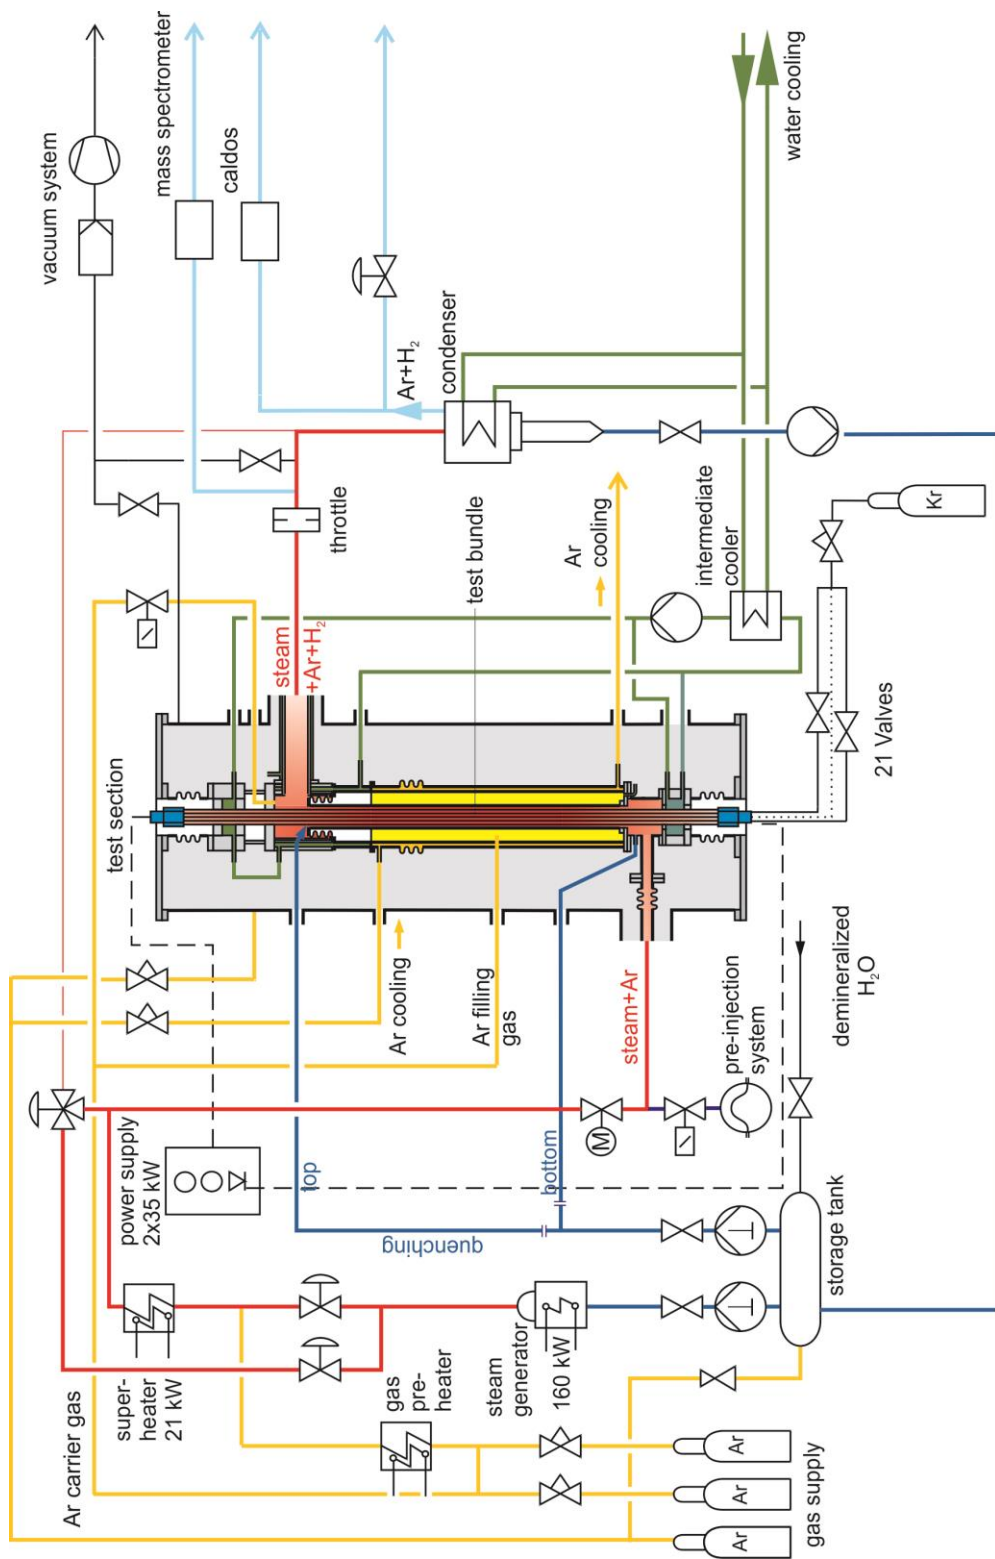 vacuum system
Ar carrier gas
test section
mass spectrometer
super-
heater
21 kW
power supply
2x35 kW
caldos
steam
+Ar+H₂
top
throttle
Ar cooling
Ar+H₂
gas
pre-
heater
quenching
condenser
Ar filling
gas
test bundle
steam
generator
160 kW
bottom
Ar
cooling
M
steam+Ar
intermediate
cooler
pre-injection
system
water cooling
Ar
Ar
Ar
gas supply
storage tank
demineralized
H₂O
21 Valves
Kr